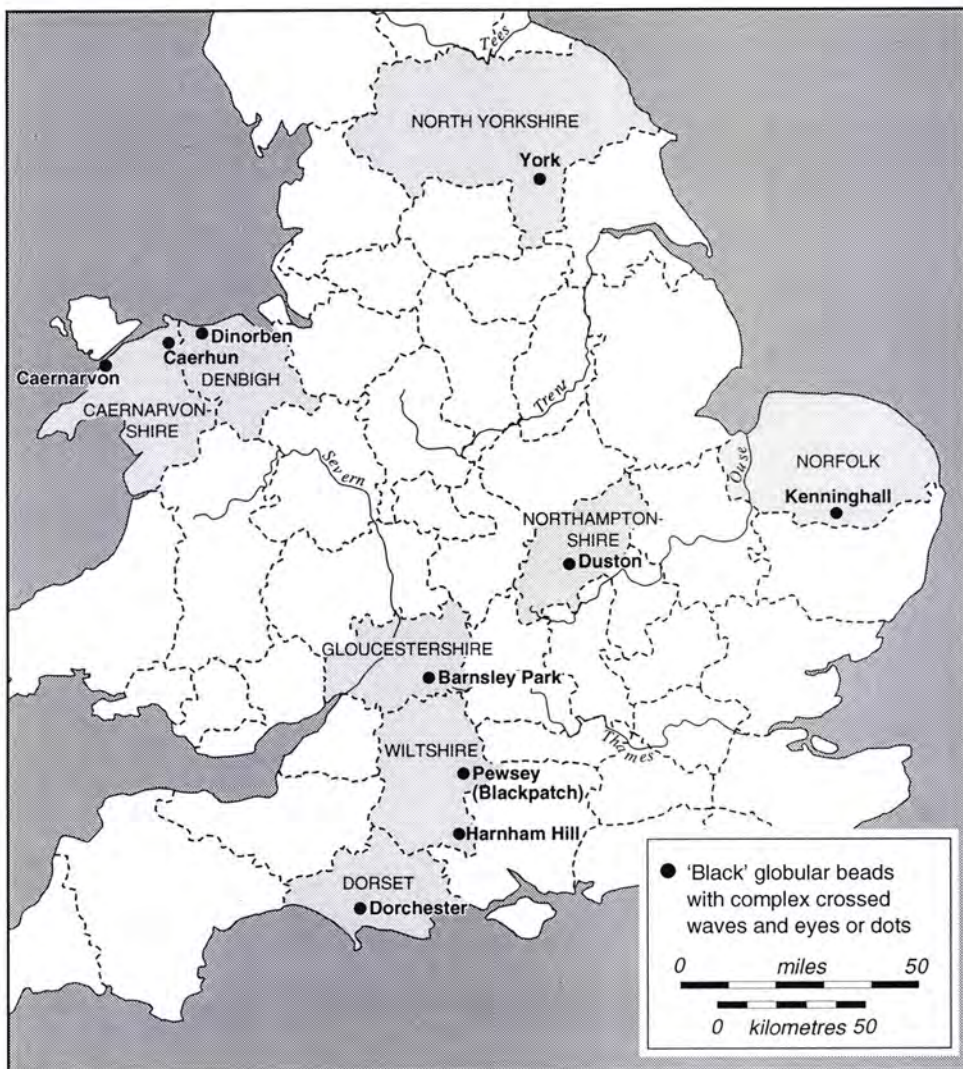 Tees
NORTH YORKSHIRE
York
Dinorben
Caerhun
Caernarvon
DENBIGH
CAERNARVON-
SHIRE
Trent
Severn
Ouse
NORFOLK
Kenninghall
NORTHAMPTON-
SHIRE
Duston
GLOUCESTERSHIRE
Barnsley Park
Thames
WILTSHIRE
Pewsey
(Blackpatch)
Harnham Hill
DORSET
Dorchester
‘Black’ globular beads
with complex crossed
waves and eyes or dots
0 miles 50
0 kilometres 50